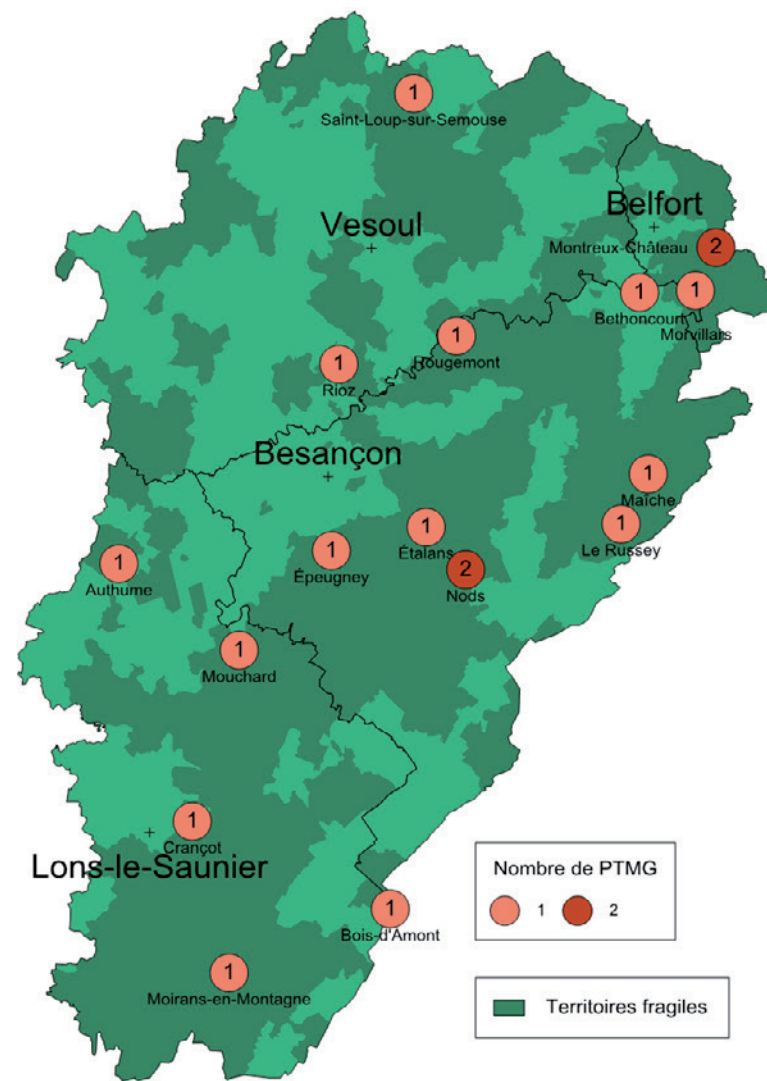 1
Saint-Loup-sur-Semouse
Vesoul
Belfort
Montreux-Château
2
1
Bethoncourt
1
Morvillars
1
Rougemont
1
Rioz
Besançon
1
Maîche
1
Le Russey
1
Étalans
1
Épeugney
2
Nods
1
Authume
1
Mouchard
1
Crançot
Lons-le-Saunier
1
Bois-d'Amont
1
Moirans-en-Montagne
Nombre de PTMG
1 2
Territoires fragiles